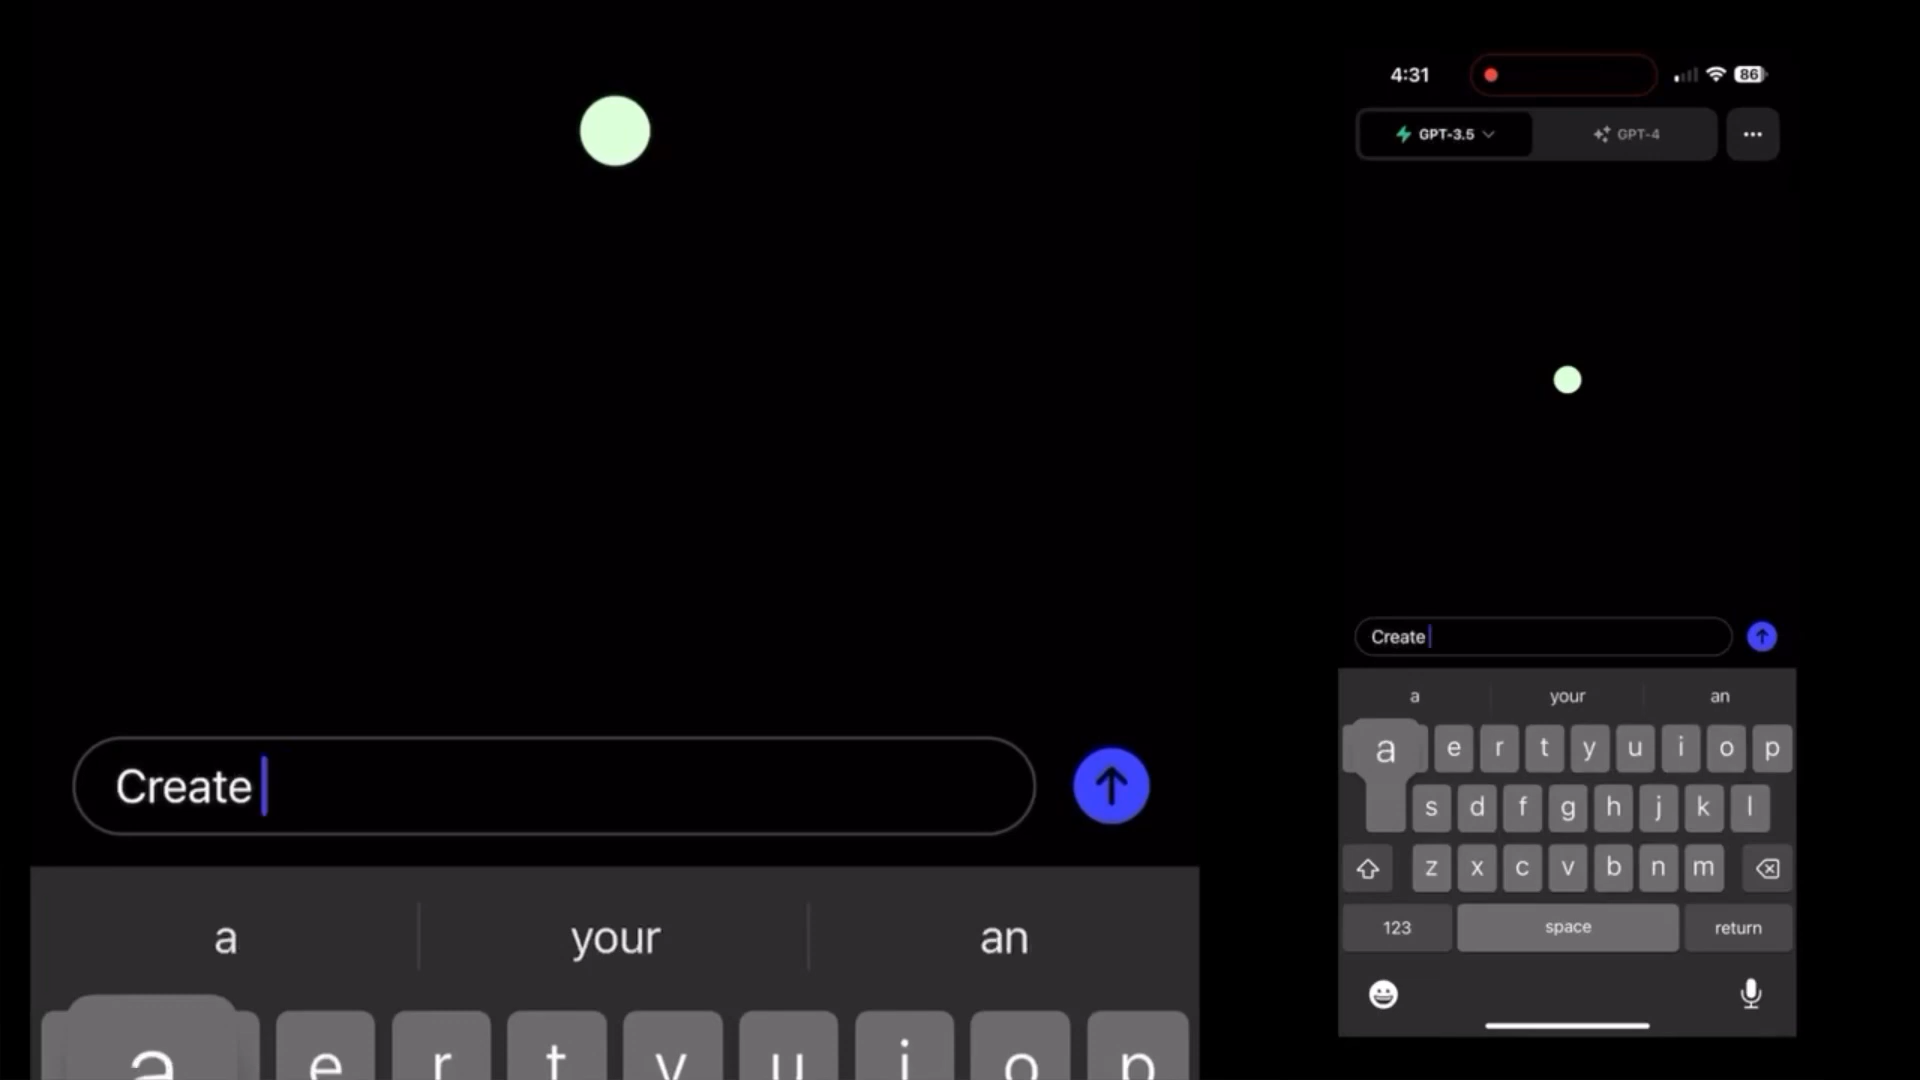 Create
a your an
a e r t y u i o p
4:31 86
GPT-3.5 GPT-4
Create
a your an
a e r t y u i o p
s d f g h j k l
z x c v b n m
123 space return